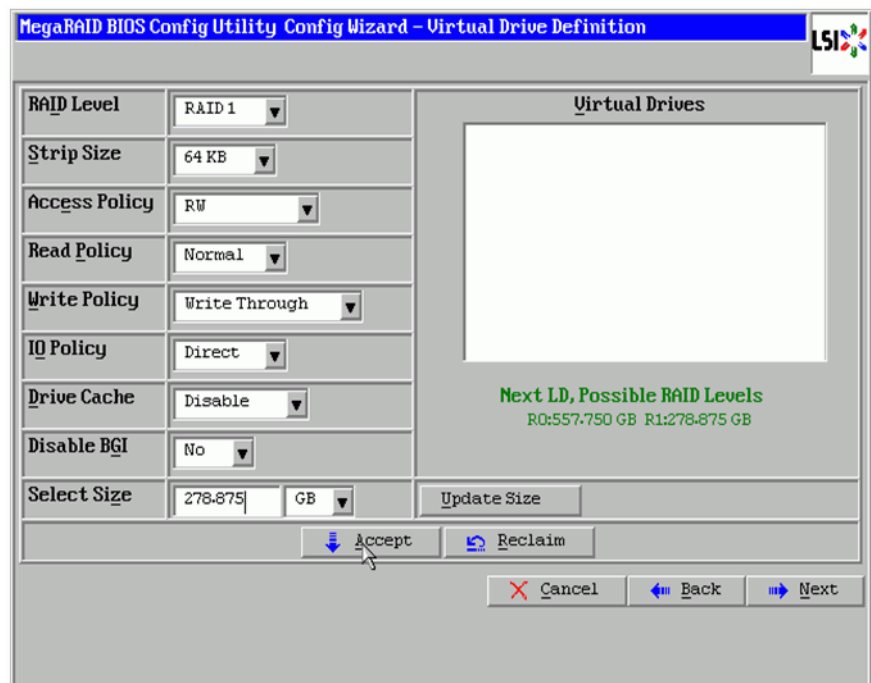 MegaRAID BIOS Config Utility Config Wizard – Virtual Drive Definition
LSI
RAID Level RAID 1
Strip Size 64 KB
Access Policy RW
Read Policy Normal
Write Policy Write Through
IO Policy Direct
Drive Cache Disable
Disable BGI No
Select Size 278.875 GB
Virtual Drives
Next LD, Possible RAID Levels
R0:557.750 GB R1:278.875 GB
Update Size
Accept Reclaim
Cancel Back Next